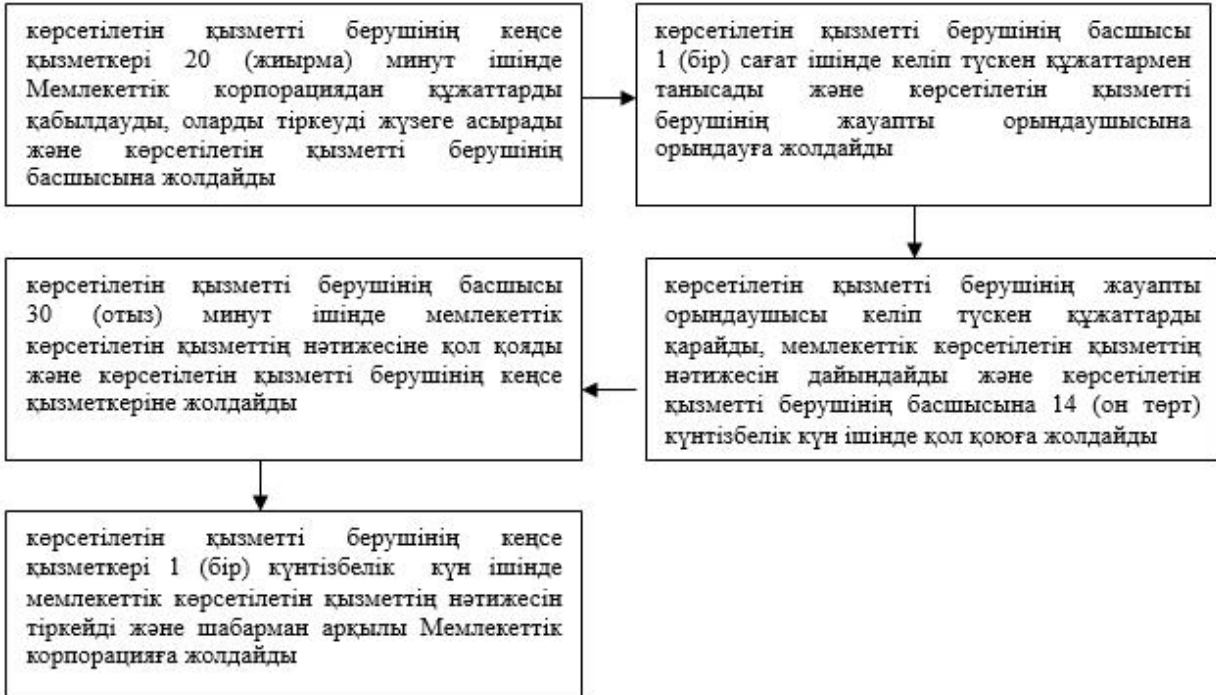 көрсетілетін қызметті берушінің кеңсе
қызметкері 20 (жиырма) минут ішінде
Мемлекеттік корпорациядан құжаттарды
қабылдауды, оларды тіркеуді жүзеге асырады
және көрсетілетін қызметті берушінің
басшысына жолдайды
көрсетілетін қызметті берушінің басшысы
1 (бір) сағат ішінде келіп түскен құжаттармен
танысады және көрсетілетін қызметті
берушінің жауапты орындаушысына
орындауға жолдайды
көрсетілетін қызметті берушінің жауапты
орындаушысы келіп түскен құжаттарды
қарайды, мемлекеттік көрсетілетін қызметтің
нәтижесін дайындайды және көрсетілетін
қызметті берушінің басшысына 14 (он төрт)
күнтізбелік күн ішінде қол қоюға жолдайды
көрсетілетін қызметті берушінің басшысы
30 (отыз) минут ішінде мемлекеттік
көрсетілетін қызметтің нәтижесіне қол қояды
және көрсетілетін қызметті берушінің кеңсе
қызметкеріне жолдайды
көрсетілетін қызметті берушінің кеңсе
қызметкері 1 (бір) күнтізбелік күн ішінде
мемлекеттік көрсетілетін қызметтің нәтижесін
тіркейді және шабарман арқылы Мемлекеттік
корпорацияға жолдайды